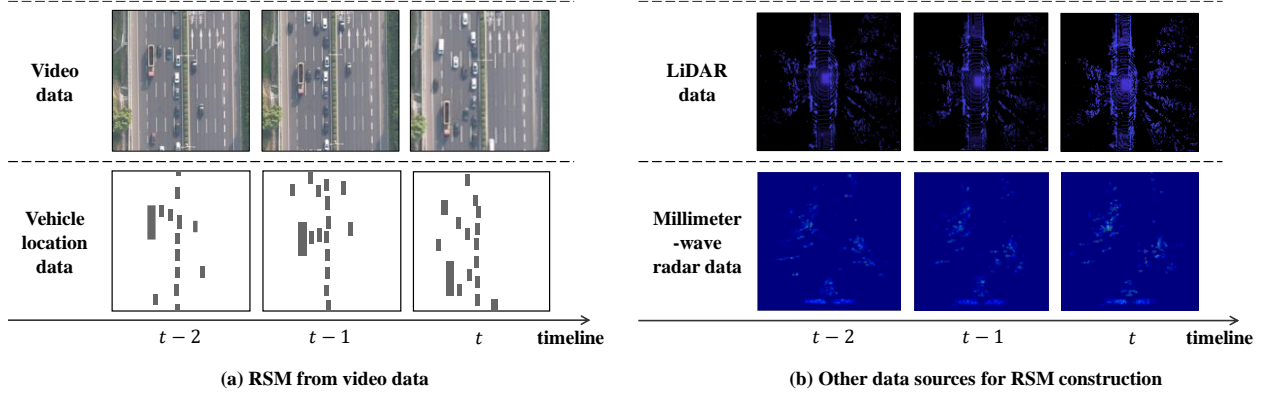 Video
data
Vehicle
location
data
t − 2
t − 1
t
timeline
(a) RSM from video data
LiDAR
data
Millimeter
-wave
radar data
t − 2
t − 1
t
timeline
(b) Other data sources for RSM construction